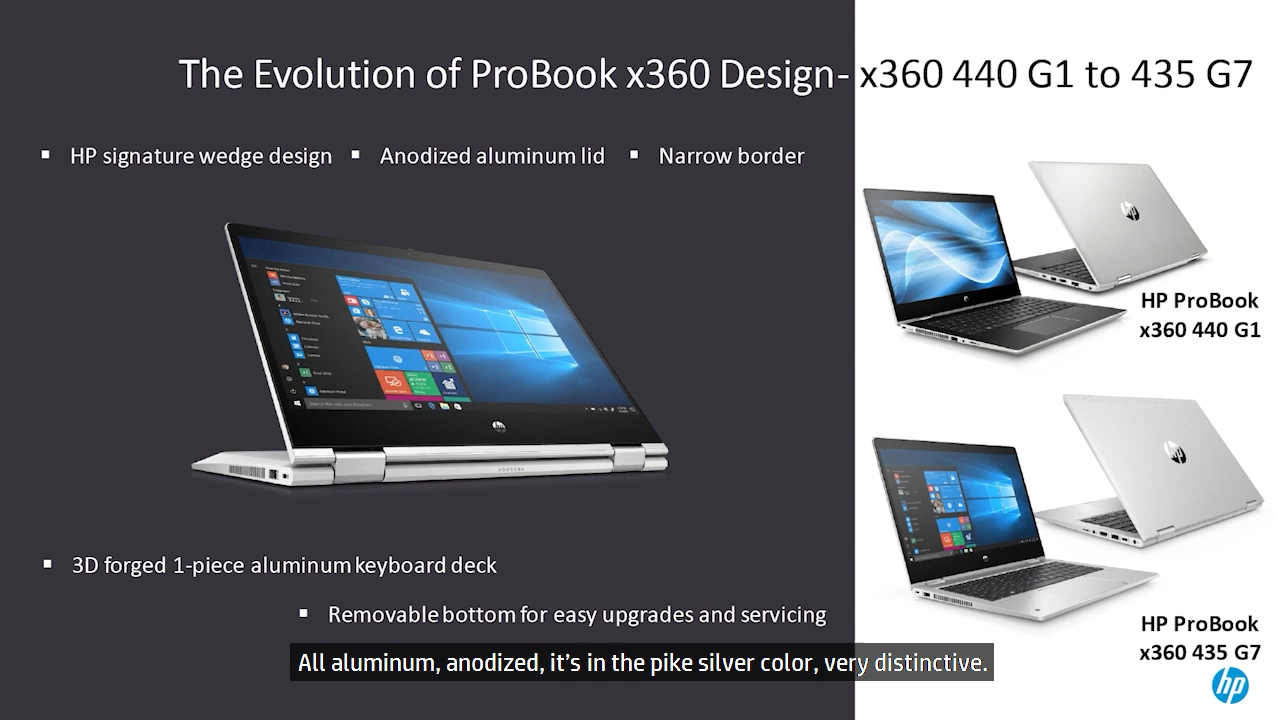 The Evolution of ProBook x360 Design- x360 440 G1 to 435 G7
▪ HP signature wedge design ▪ Anodized aluminum lid ▪ Narrow border
HP ProBook
x360 440 G1
▪ 3D forged 1-piece aluminum keyboard deck
▪ Removable bottom for easy upgrades and servicing
HP ProBook
x360 435 G7
All aluminum, anodized, it's in the pike silver color, very distinctive.
hp